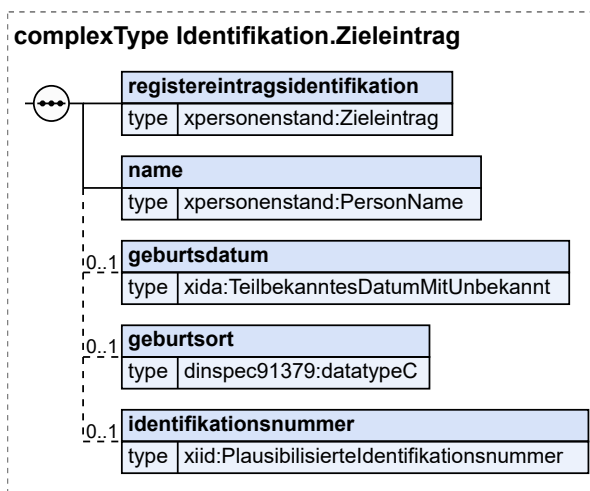 complexType Identifikation.Zieleintrag
registereintragsidentifikation
type xpersonenstand:Zieleintrag
name
type xpersonenstand:PersonName
0..1 geburtsdatum
type xida:TeilbekanntesDatumMitUnbekannt
0..1 geburtsort
type dinspec91379:datatypeC
0..1 identifikationsnummer
type xiid:PlausibilisierteIdentifikationsnummer